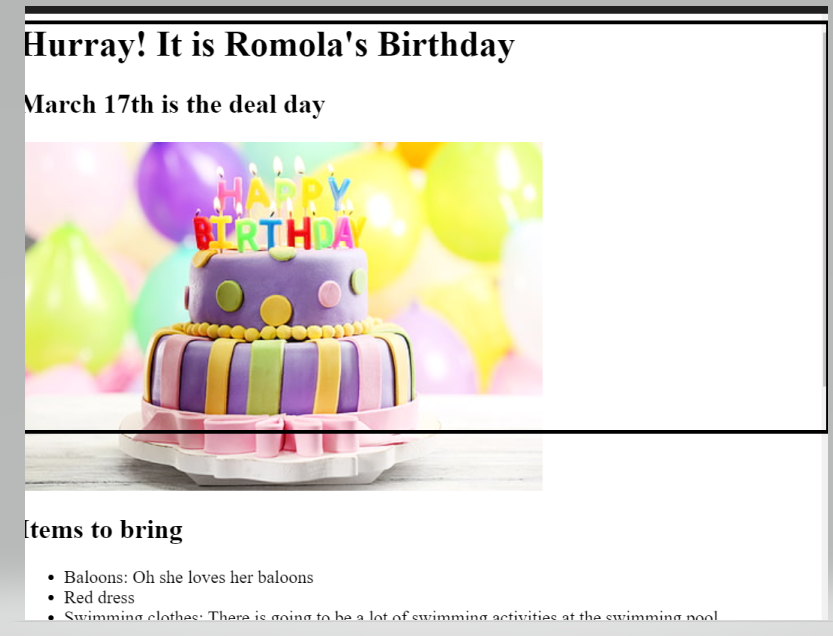 Hurray! It is Romola's Birthday
March 17th is the deal day
HAPPY
BIRTHDAY
Items to bring
Baloons: Oh she loves her baloons
Red dress
Swimming clothes: There is going to be a lot of swimming activities at the swimming pool